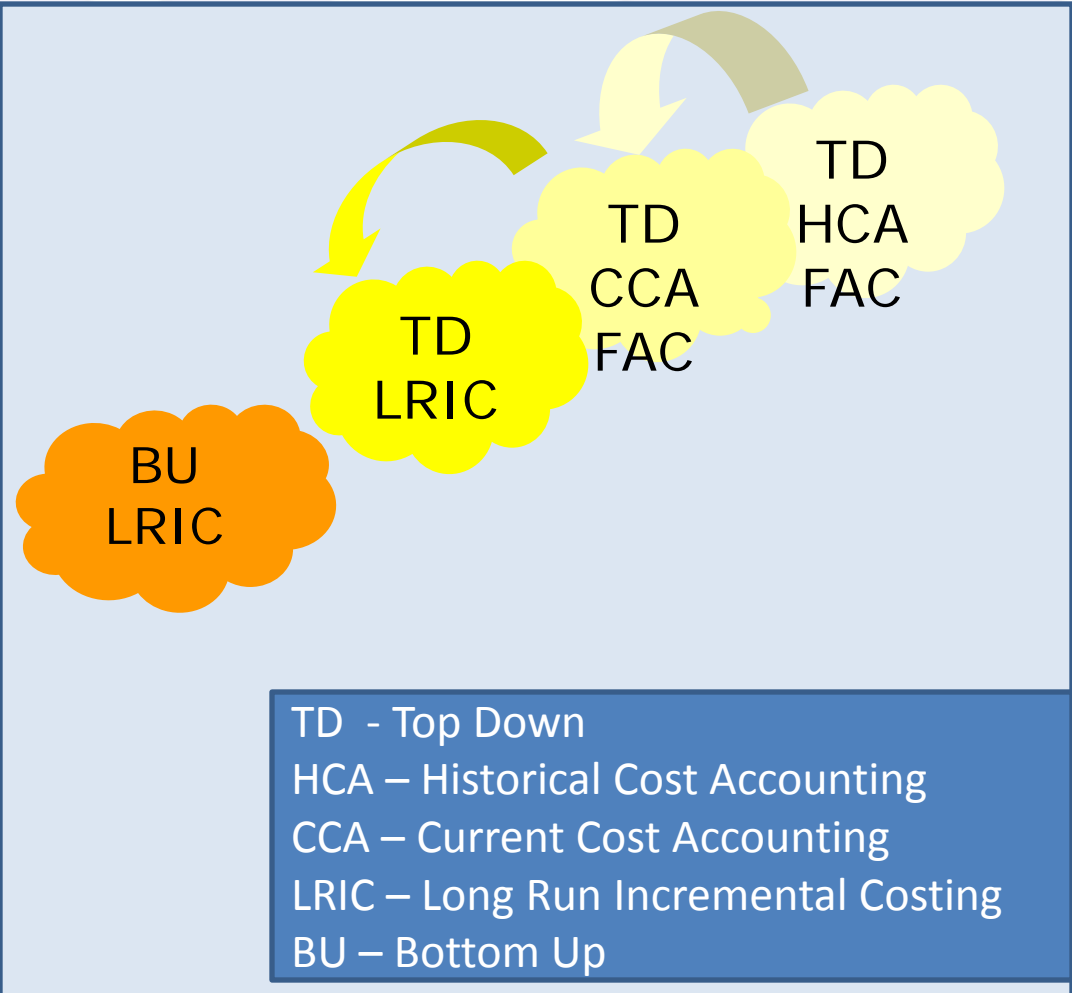 TD
HCA
FAC
TD
CCA
FAC
TD
LRIC
BU
LRIC
TD - Top Down
HCA – Historical Cost Accounting
CCA – Current Cost Accounting
LRIC – Long Run Incremental Costing
BU – Bottom Up